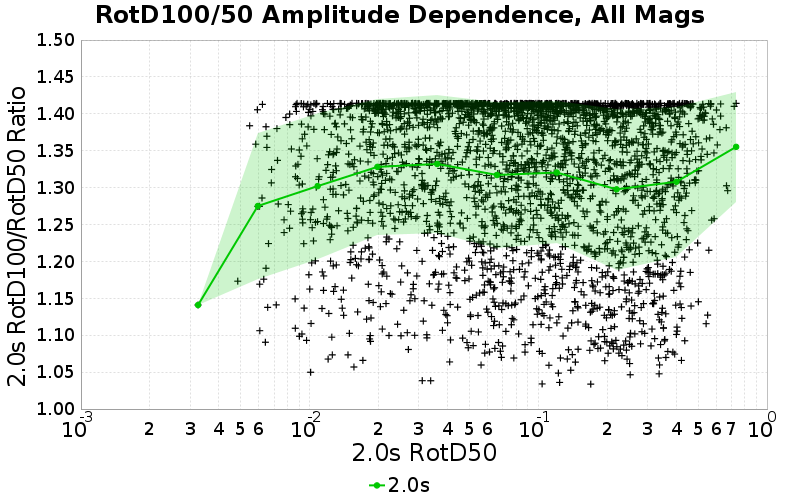 RotD100/50 Amplitude Dependence, All Mags
2.0s RotD100/RotD50 Ratio
1.50
1.45
1.40
1.35
1.30
1.25
1.20
1.15
1.10
1.05
1.00
10-3 2 3 4 5 6 10-2 2 3 4 5 6 10-1 2 3 4 5 6 7 100
2.0s RotD50
2.0s